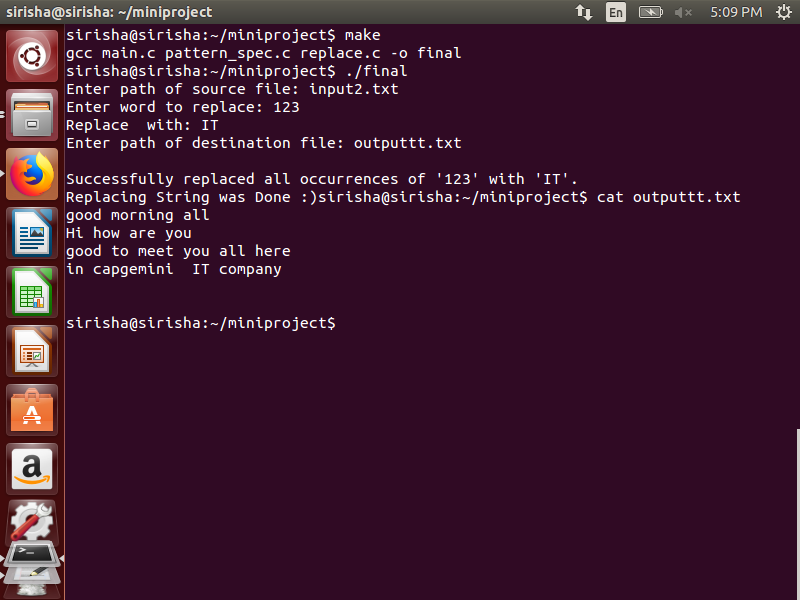 sirisha@sirisha: ~/miniproject
En
5:09 PM
sirisha@sirisha:~/miniproject$ make
gcc main.c pattern_spec.c replace.c -o final
sirisha@sirisha:~/miniproject$ ./final
Enter path of source file: input2.txt
Enter word to replace: 123
Replace  with: IT
Enter path of destination file: outputtt.txt
Successfully replaced all occurrences of '123' with 'IT'.
Replacing String was Done :)sirisha@sirisha:~/miniproject$ cat outputtt.txt
good morning all
Hi how are you
good to meet you all here
in capgemini  IT company
sirisha@sirisha:~/miniproject$
A
a
>_